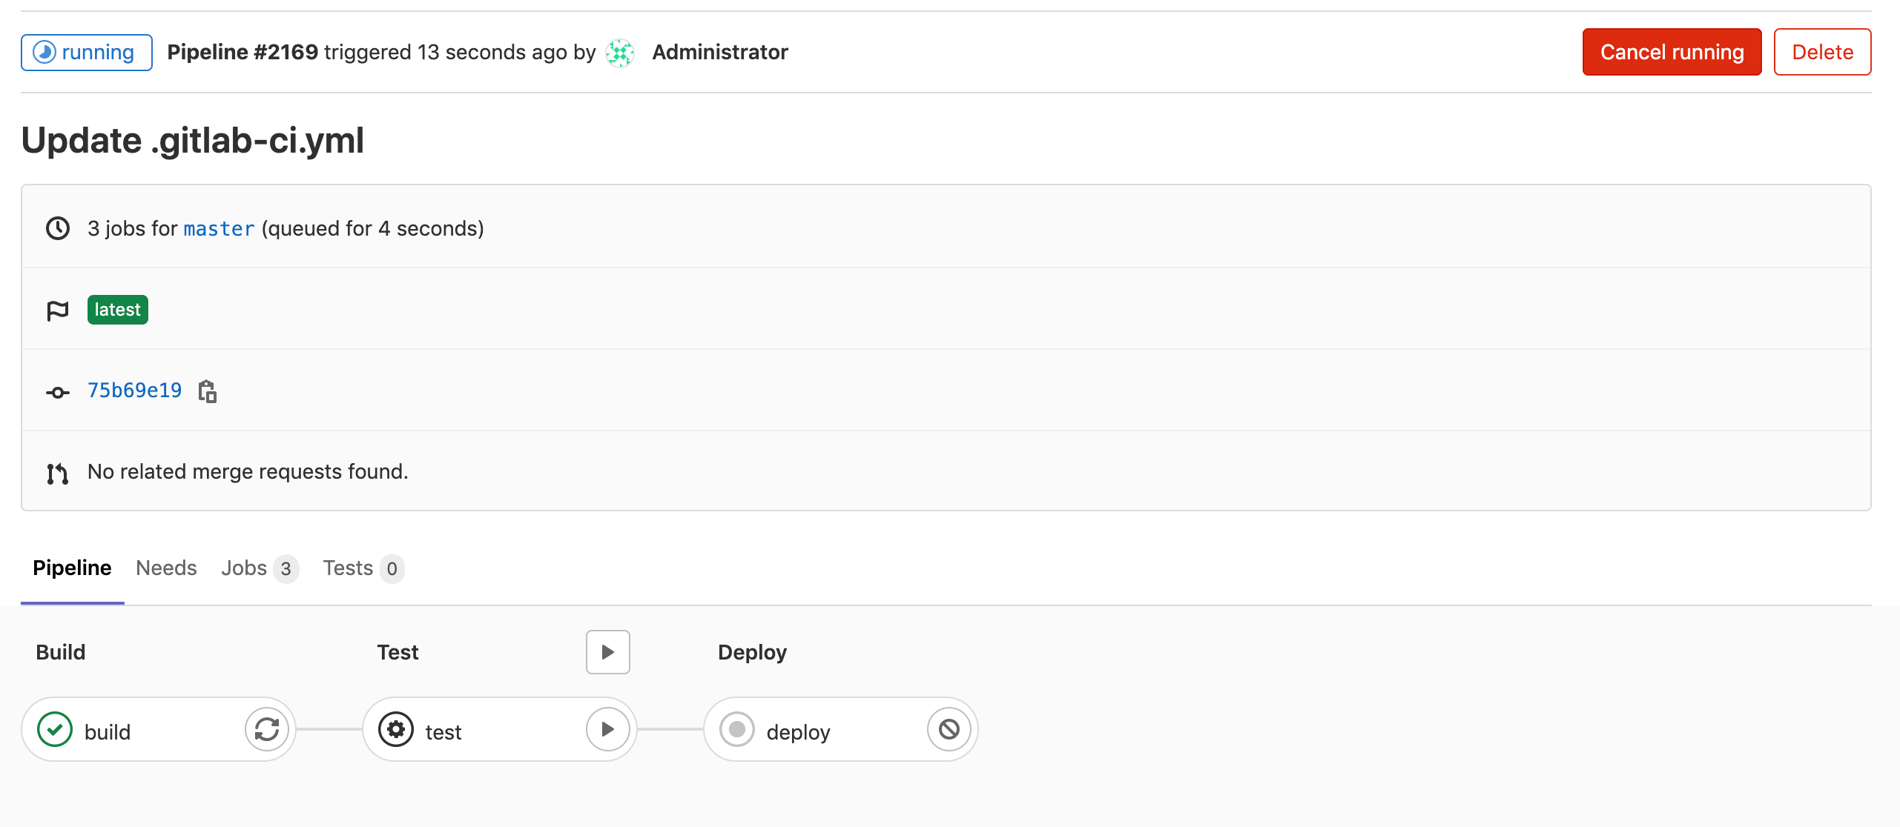 running Pipeline #2169 triggered 13 seconds ago by Administrator Cancel running Delete
Update .gitlab-ci.yml
3 jobs for master (queued for 4 seconds)
latest
75b69e19
No related merge requests found.
Pipeline Needs Jobs 3 Tests 0
Build Test Deploy
build test deploy